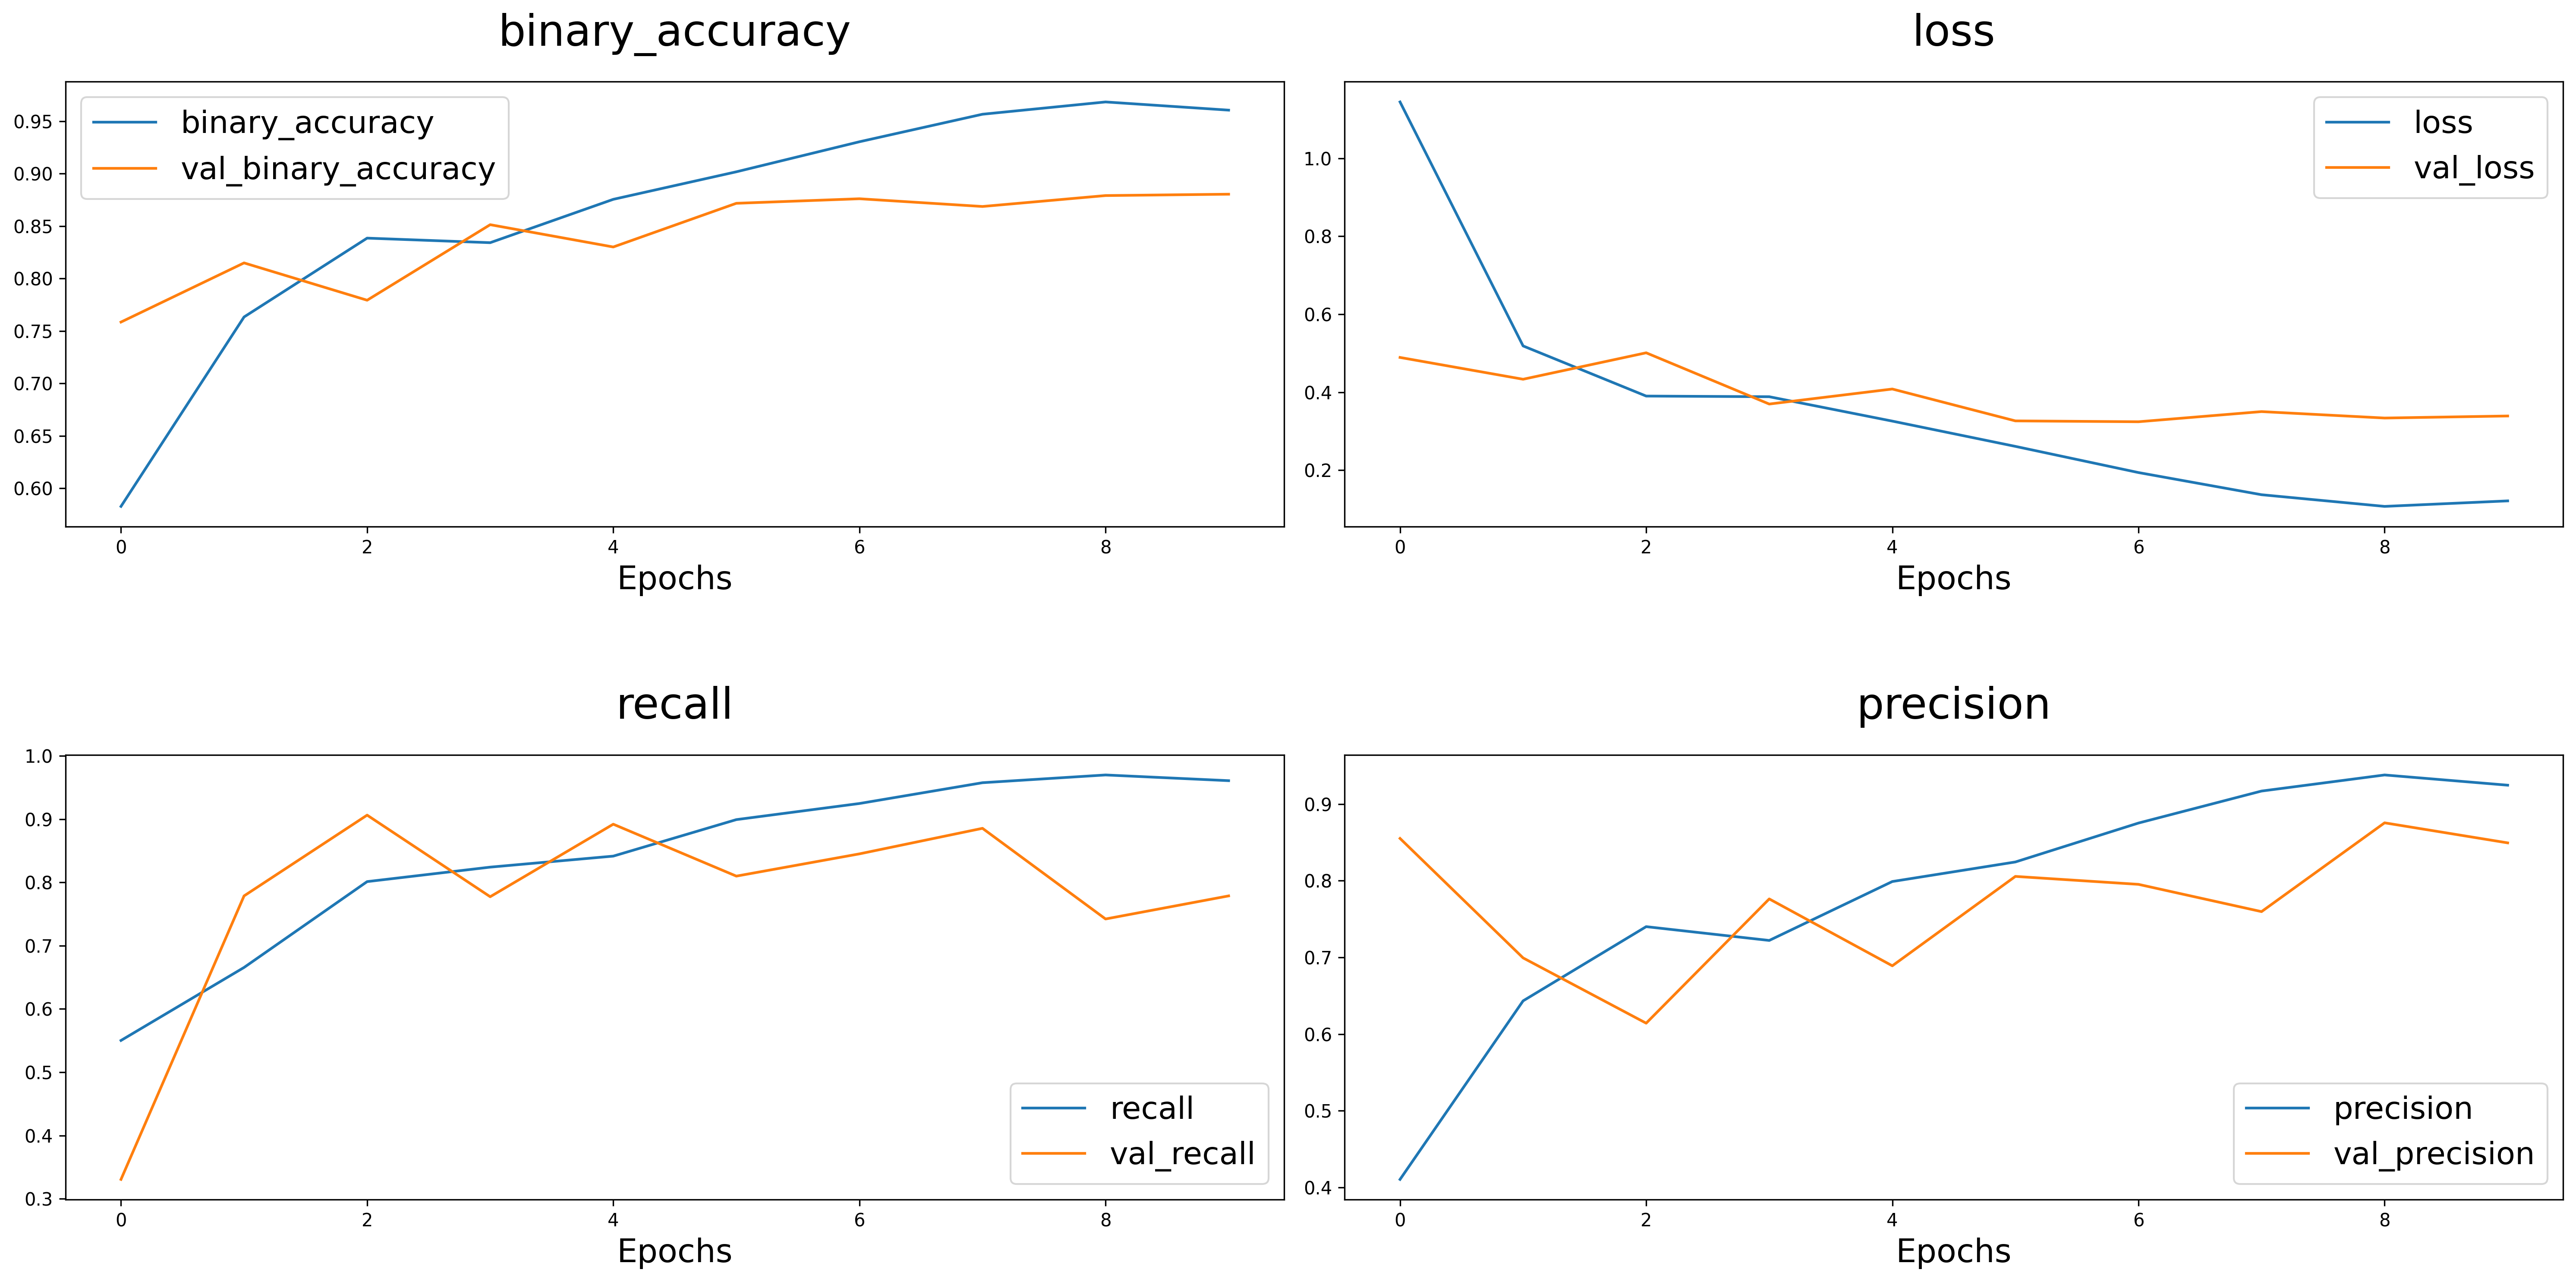 binary_accuracy
binary_accuracy
val_binary_accuracy
0.95
0.90
0.85
0.80
0.75
0.70
0.65
0.60
0 2 4 6 8
Epochs
loss
loss
val_loss
1.0
0.8
0.6
0.4
0.2
0 2 4 6 8
Epochs
recall
1.0
0.9
0.8
0.7
0.6
0.5
0.4
0.3
recall
val_recall
0 2 4 6 8
Epochs
precision
0.9
0.8
0.7
0.6
0.5
0.4
precision
val_precision
0 2 4 6 8
Epochs